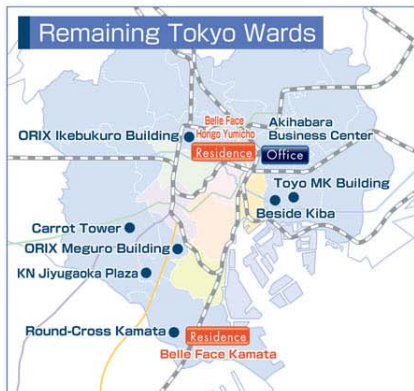 Remaining Tokyo Wards
Belle Face
Hongo Yumicho
Residence
ORIX Ikebukuro Building
Akihabara
Business Center
Office
Toyo MK Building
Beside Kiba
Carrot Tower
ORIX Meguro Building
KN Jiyugaoka Plaza
Round-Cross Kamata
Residence
Belle Face Kamata